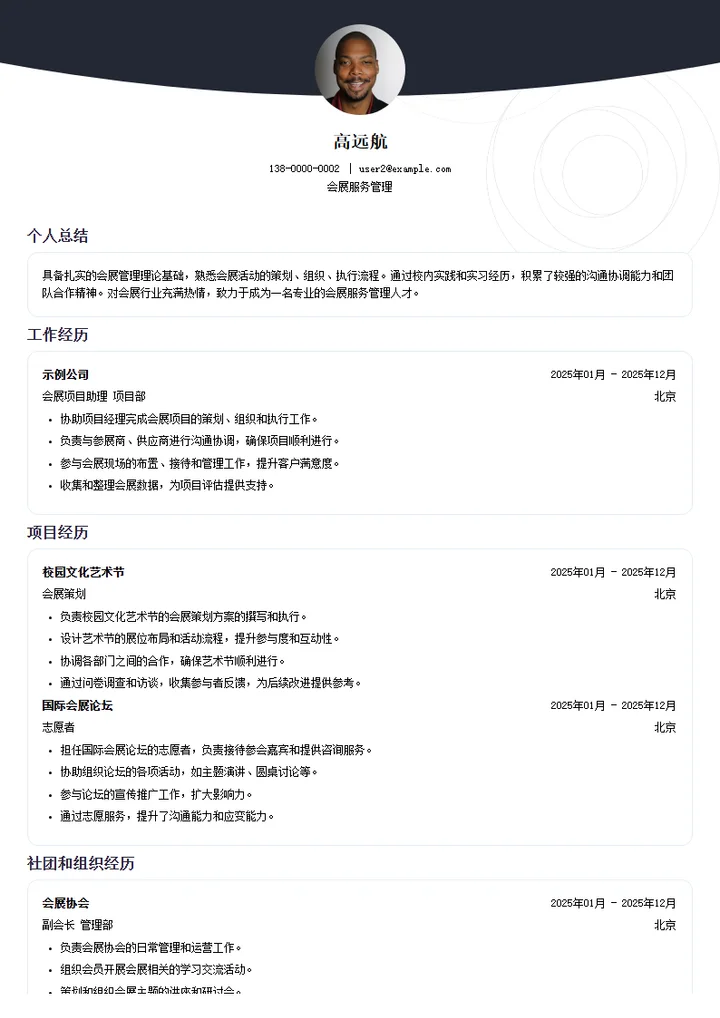 高远航
138-0000-0002 | user2@example.com
会展服务管理
个人总结
具备扎实的会展管理理论基础，熟悉会展活动的策划、组织、执行流程。通过校内实践和实习经历，积累了较强的沟通协调能力和团
队合作精神。对会展行业充满热情，致力于成为一名专业的会展服务管理人才。
工作经历
示例公司 2025年01月 - 2025年12月
会展项目助理 项目部 北京
• 协助项目经理完成会展项目的策划、组织和执行工作。
• 负责与参展商、供应商进行沟通协调，确保项目顺利进行。
• 参与会展现场的布置、接待和管理工作，提升客户满意度。
• 收集和整理会展数据，为项目评估提供支持。
项目经历
校园文化艺术节 2025年01月 - 2025年12月
会展策划 北京
• 负责校园文化艺术节的会展策划方案的撰写和执行。
• 设计艺术节的展位布局和活动流程，提升参与度和互动性。
• 协调各部门之间的合作，确保艺术节顺利进行。
• 通过问卷调查和访谈，收集参与者反馈，为后续改进提供参考。
国际会展论坛 2025年01月 - 2025年12月
志愿者 北京
• 担任国际会展论坛的志愿者，负责接待参会嘉宾和提供咨询服务。
• 协助组织论坛的各项活动，如主题演讲、圆桌讨论等。
• 参与论坛的宣传推广工作，扩大影响力。
• 通过志愿服务，提升了沟通能力和应变能力。
社团和组织经历
会展协会 2025年01月 - 2025年12月
副会长 管理部 北京
• 负责会展协会的日常管理和运营工作。
• 组织会员开展会展相关的学习交流活动。
• 策划和组织会展主题的讲座和研讨会。